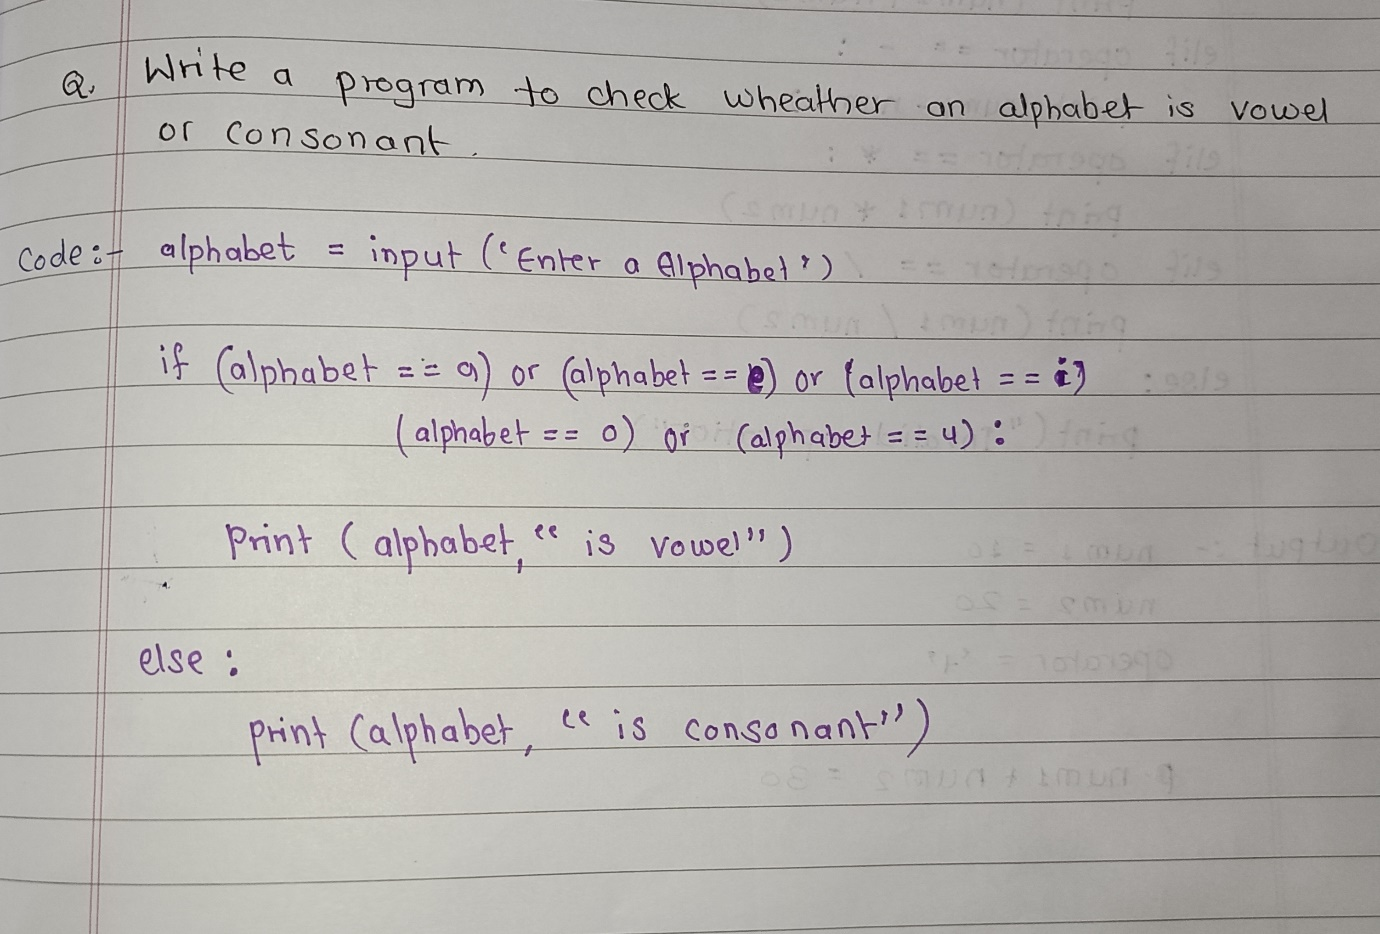 Q. Write a program to check wheather an alphabet is vowel
or consonant.
Code :- alphabet = input ('Enter a Alphabet')
if (alphabet == a) or (alphabet == e) or (alphabet == i)
(alphabet == o) or (alphabet == u) :
Print (alphabet, " is vowel")
else :
print (alphabet, " is consonant")